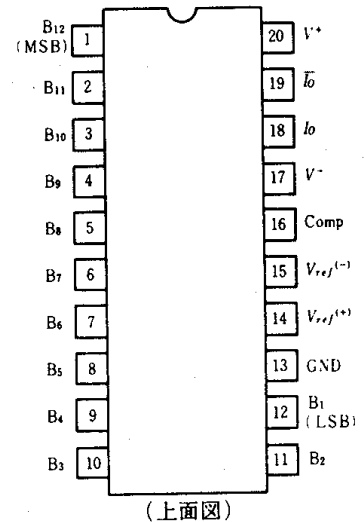 B₁₂ (MSB) 1
B₁₁ 2
B₁₀ 3
B₉ 4
B₈ 5
B₇ 6
B₆ 7
B₅ 8
B₄ 9
B₃ 10
20 V⁺
19 I̅o̅
18 Io
17 V⁻
16 Comp
15 Vref⁽⁻⁾
14 Vref⁽⁺⁾
13 GND
12 B₁ (LSB)
11 B₂
(上面図)